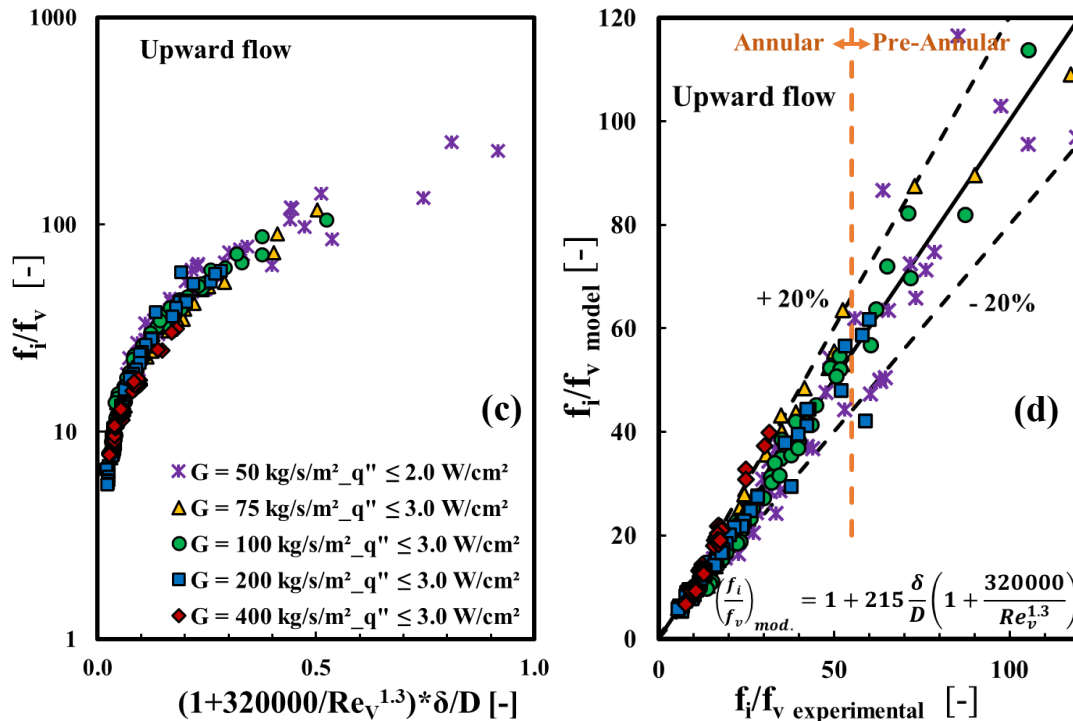 1000
100
10
1
f_i/f_v [-]
Upward flow
(c)
G = 50 kg/s/m²_q" ≤ 2.0 W/cm²
G = 75 kg/s/m²_q" ≤ 3.0 W/cm²
G = 100 kg/s/m²_q" ≤ 3.0 W/cm²
G = 200 kg/s/m²_q" ≤ 3.0 W/cm²
G = 400 kg/s/m²_q" ≤ 3.0 W/cm²
0.0 0.5 1.0
(1+320000/Re_V^1.3)*δ/D [-]
120
100
80
60
40
20
0
f_i/f_v model [-]
Annular Pre-Annular
Upward flow
+ 20%
- 20%
(d)
(f_i/f_v)_mod. = 1 + 215 δ/D (1 + 320000/Re_v^1.3)
0 50 100
f_i/f_v experimental [-]